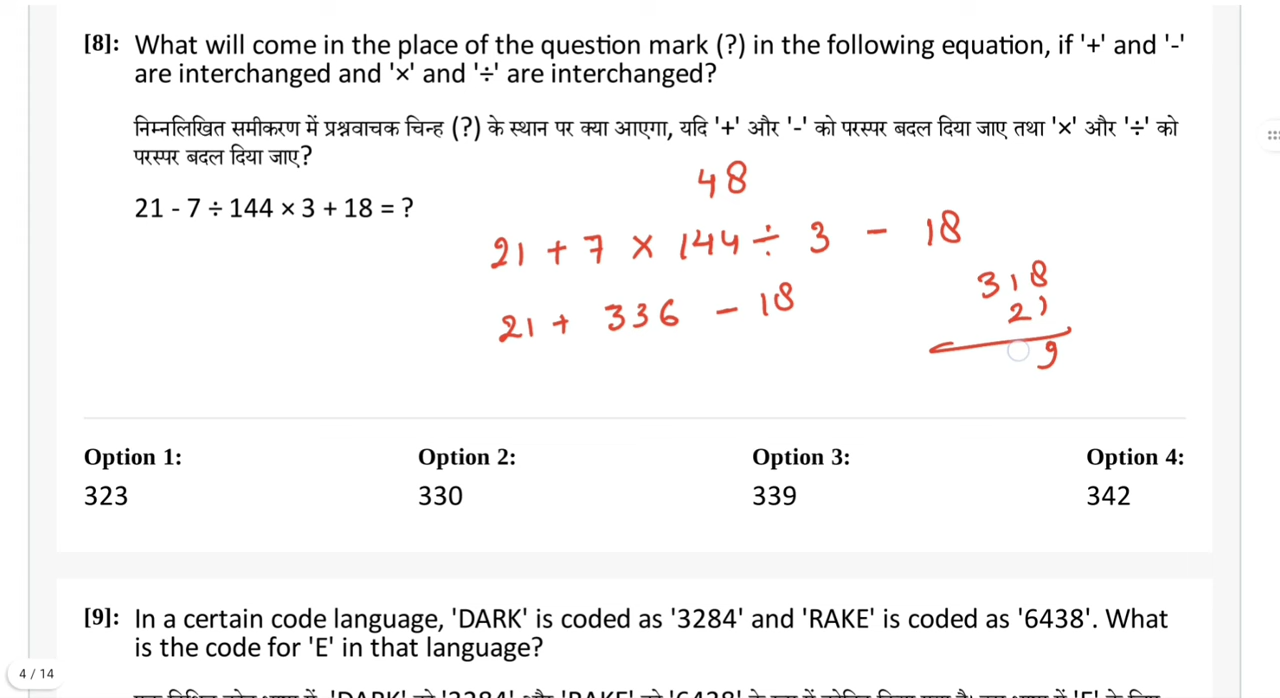 [8]: What will come in the place of the question mark (?) in the following equation, if '+' and '-'
are interchanged and '×' and '÷' are interchanged?
निम्नलिखित समीकरण में प्रश्नवाचक चिन्ह (?) के स्थान पर क्या आएगा, यदि '+' और '-' को परस्पर बदल दिया जाए तथा '×' और '÷' को
परस्पर बदल दिया जाए?
48
21 - 7 ÷ 144 × 3 + 18 = ?
21 + 7 × 144 ÷ 3 - 18
318
21 + 336 - 18
21
9
Option 1:
Option 2:
Option 3:
Option 4:
323
330
339
342
[9]: In a certain code language, 'DARK' is coded as '3284' and 'RAKE' is coded as '6438'. What
is the code for 'E' in that language?
4 / 14